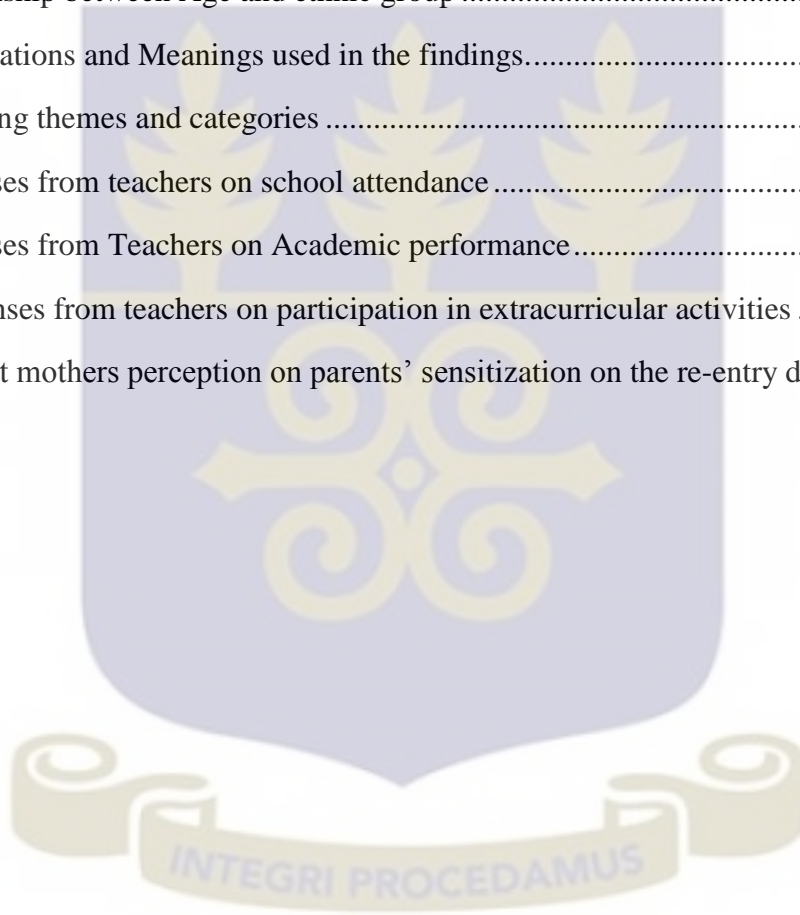 ship between Age and ethnic group ................................
ations and Meanings used in the findings..................................
ng themes and categories ..............................................
ses from teachers on school attendance ..................................
ses from Teachers on Academic performance..........................
nses from teachers on participation in extracurricular activities .
t mothers perception on parents’ sensitization on the re-entry d
INTEGRI PROCEDAMUS